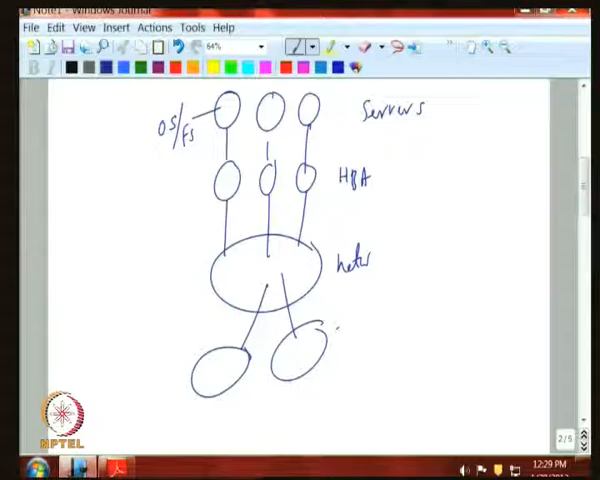 Note1 - Windows Journal
File Edit View Insert Actions Tools Help
64%
B I
OS/FS
Servers
HBA
netw
NPTEL
2/5
12:29 PM